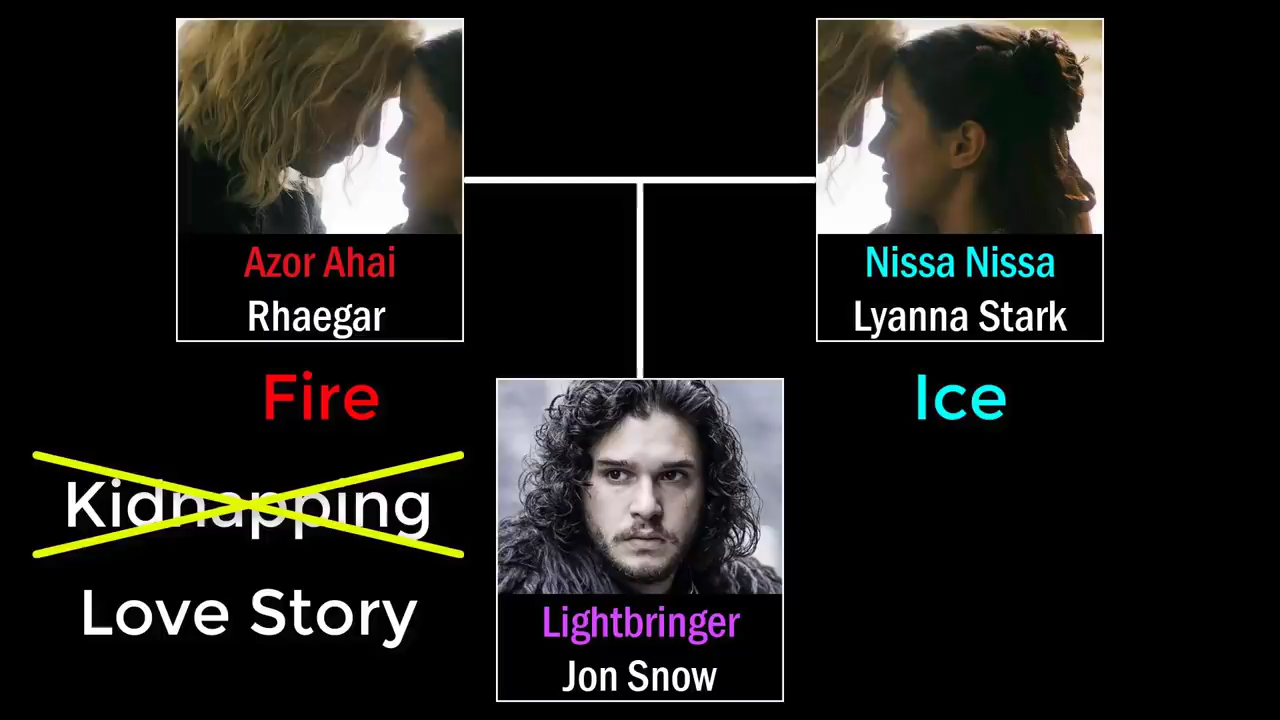 Azor Ahai
Rhaegar
Nissa Nissa
Lyanna Stark
Fire
Ice
Kidnapping
Love Story
Lightbringer
Jon Snow